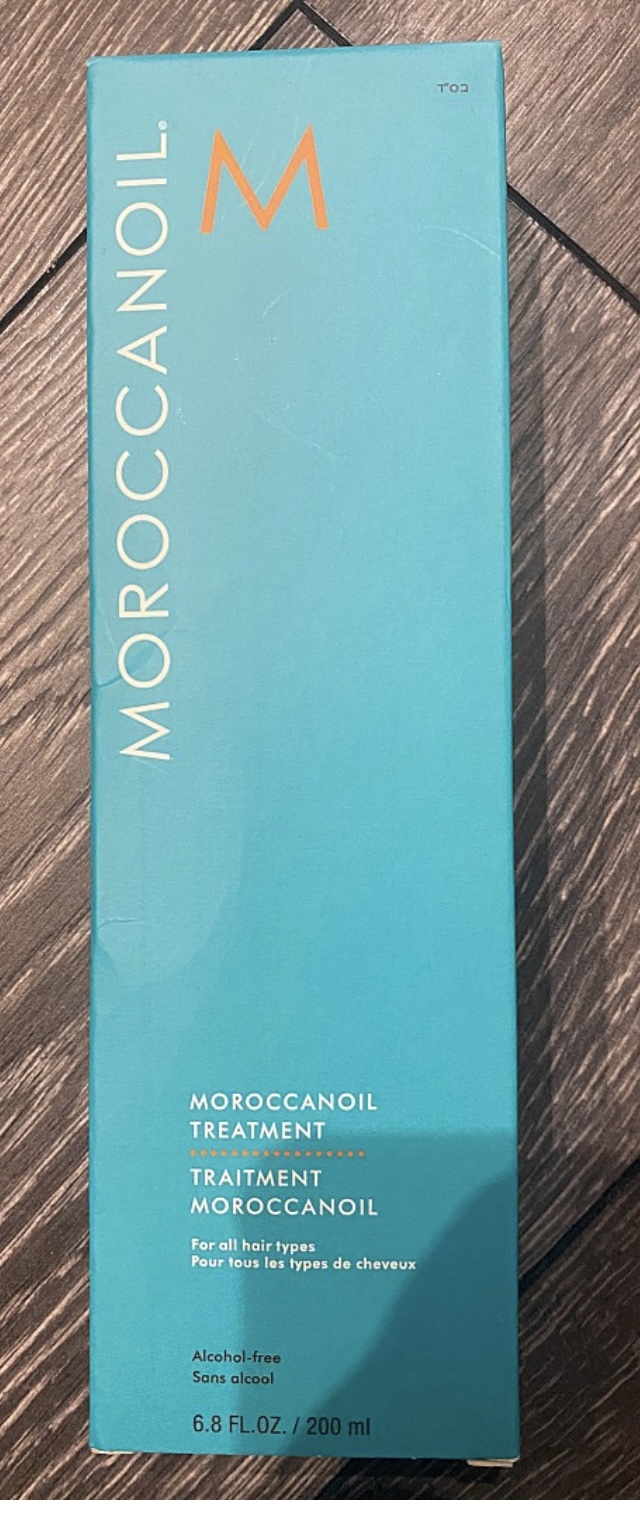 בס"ד
M
MOROCCANOIL®
MOROCCANOIL
TREATMENT
TRAITMENT
MOROCCANOIL
For all hair types
Pour tous les types de cheveux
Alcohol-free
Sans alcool
6.8 FL.OZ. / 200 ml